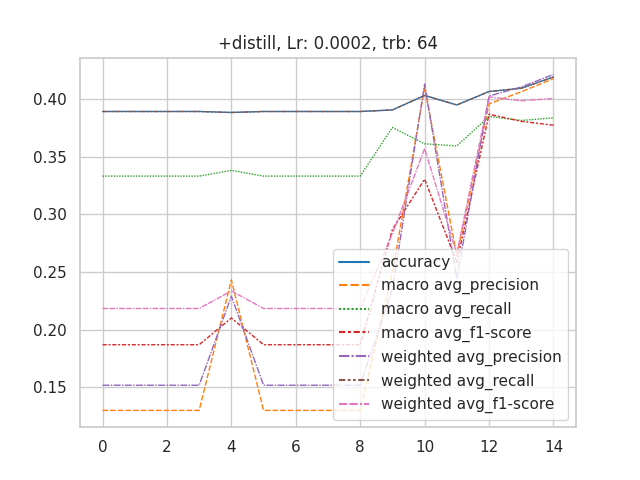 +distill, Lr: 0.0002, trb: 64
0.40
0.35
0.30
0.25
0.20
0.15
accuracy
macro avg_precision
macro avg_recall
macro avg_f1-score
weighted avg_precision
weighted avg_recall
weighted avg_f1-score
0 2 4 6 8 10 12 14